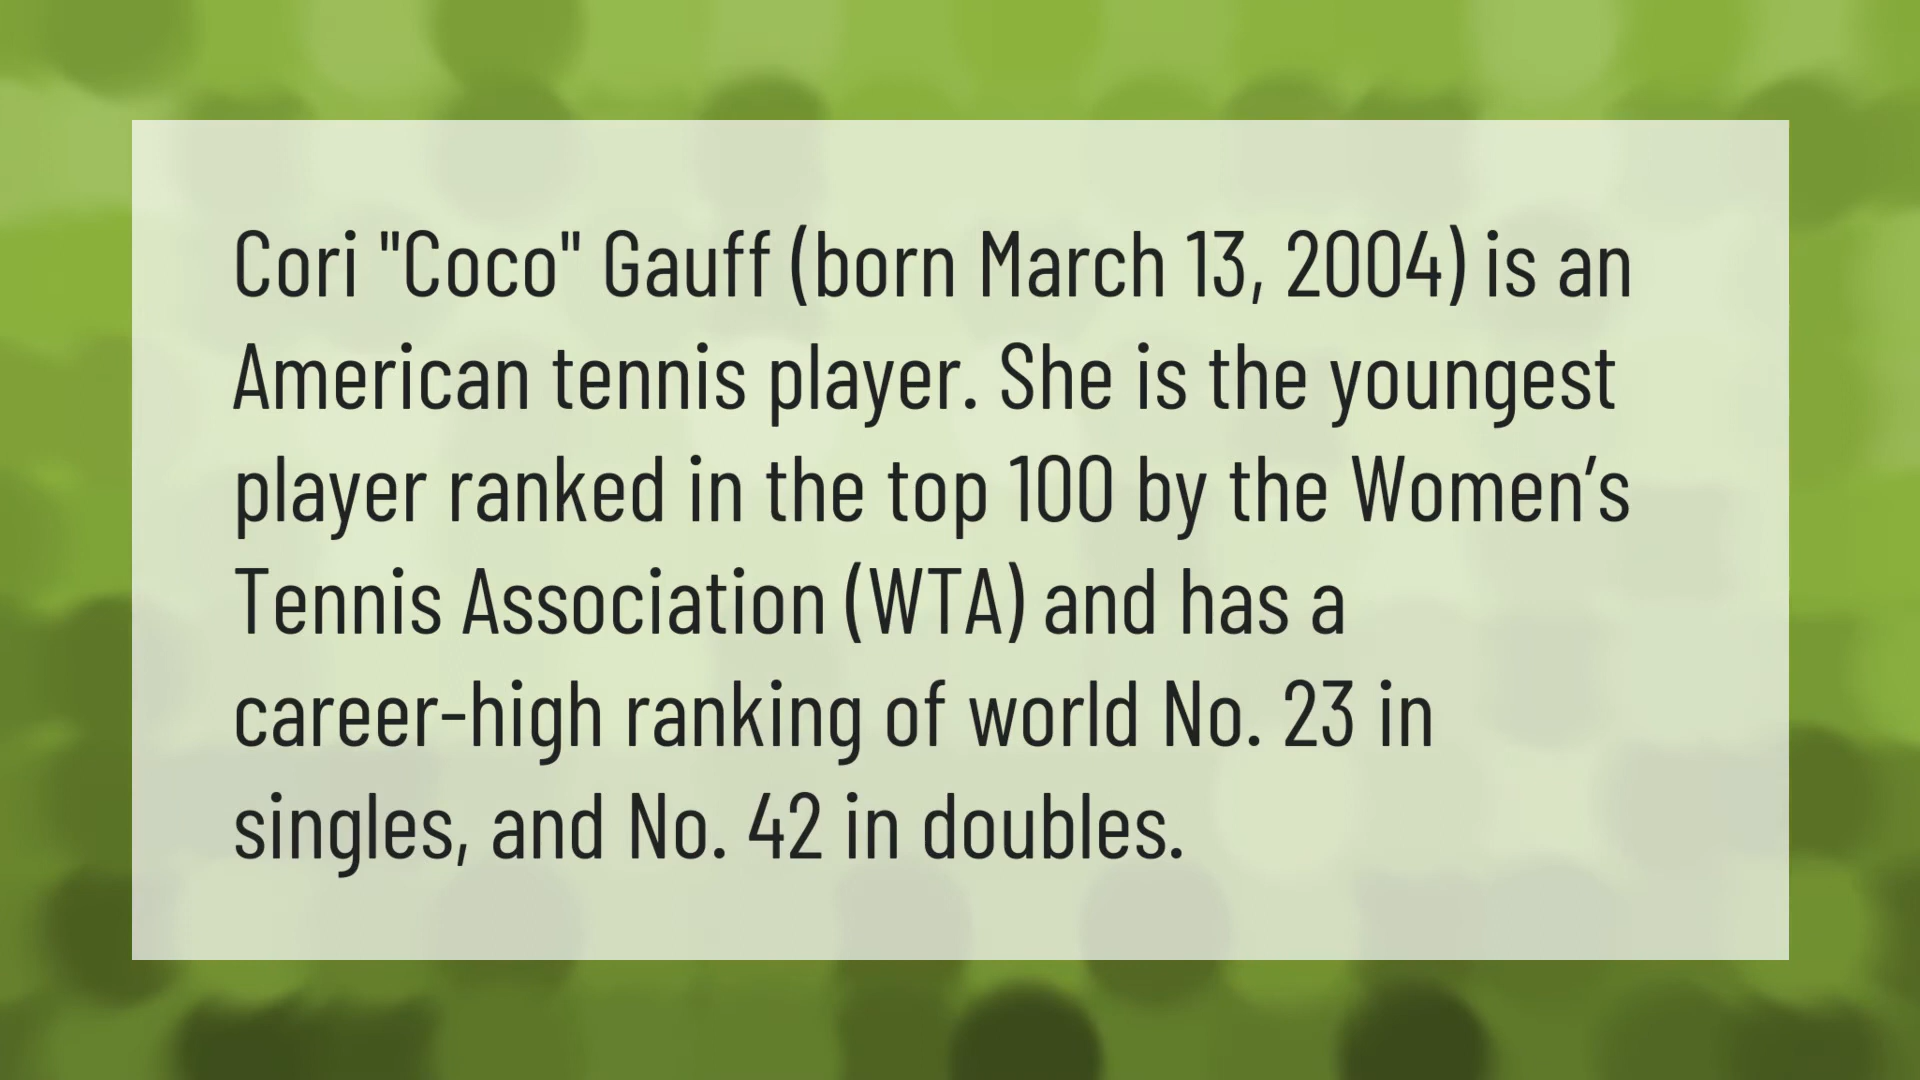 Cori "Coco" Gauff (born March 13, 2004) is an
American tennis player. She is the youngest
player ranked in the top 100 by the Women’s
Tennis Association (WTA) and has a
career-high ranking of world No. 23 in
singles, and No. 42 in doubles.